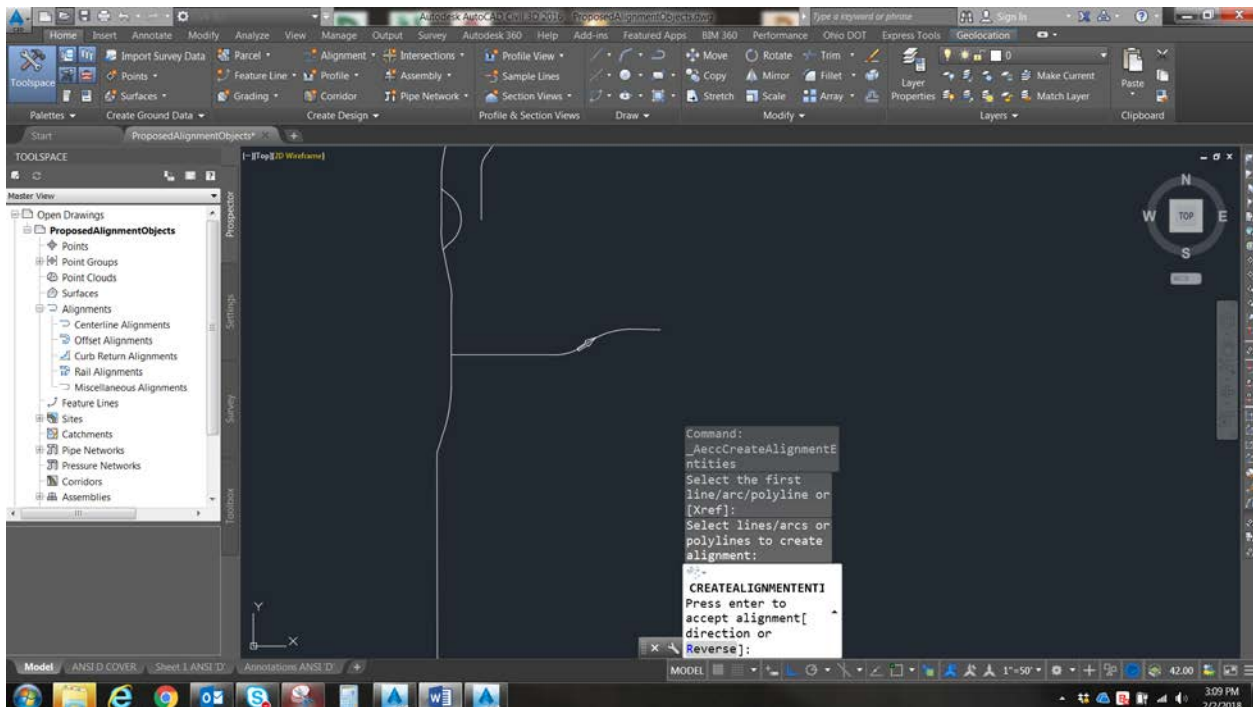 Autodesk AutoCAD Civil 3D 2016 ProposedAlignmentObjects.dwg
Type a keyword or phrase
Sign In
Home Insert Annotate Modify Analyze View Manage Output Survey Autodesk 360 Help Add-ins Featured Apps BIM 360 Performance Ohio DOT Express Tools Geolocation
Toolspace
Import Survey Data
Points
Surfaces
Parcel
Feature Line
Grading
Alignment
Profile
Corridor
Intersections
Assembly
Pipe Network
Profile View
Sample Lines
Section Views
Move
Copy
Stretch
Rotate
Mirror
Scale
Trim
Fillet
Array
Layer
Properties
0
Make Current
Match Layer
Paste
Palettes Create Ground Data Create Design Profile & Section Views Draw Modify Layers Clipboard
Start ProposedAlignmentObjects*
TOOLSPACE
Master View
Open Drawings
ProposedAlignmentObjects
Points
Point Groups
Point Clouds
Surfaces
Alignments
Centerline Alignments
Offset Alignments
Curb Return Alignments
Rail Alignments
Miscellaneous Alignments
Feature Lines
Sites
Catchments
Pipe Networks
Pressure Networks
Corridors
Assemblies
Prospector
Settings
Survey
Toolbox
[-][Top][2D Wireframe]
N
W TOP E
S
WCS
Command:
_AeccCreateAlignmentE
ntities
Select the first
line/arc/polyline or
[Xref]:
Select lines/arcs or
polylines to create
alignment:
CREATEALIGNMENTENTI
Press enter to
accept alignment[
direction or
Reverse]:
Y
X
Model ANSI D COVER Sheet 1 ANSI 'D' Annotations ANSI 'D'
MODEL 1"=50' 42.00
3:09 PM
2/2/2018